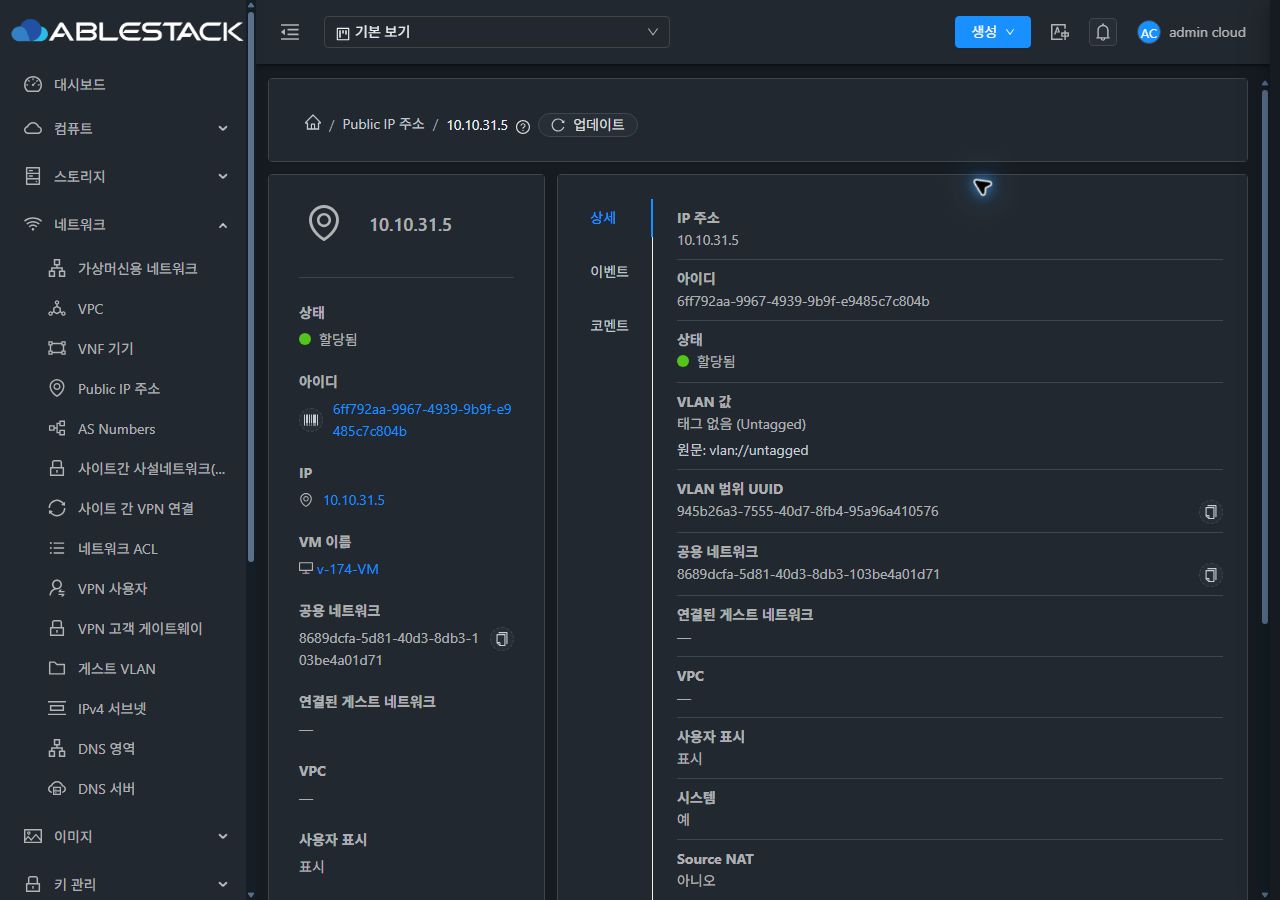 ABLESTACK
기본 보기
생성
AC
admin cloud
대시보드
컴퓨트
스토리지
네트워크
가상머신용 네트워크
VPC
VNF 기기
Public IP 주소
AS Numbers
사이트간 사설네트워크(...
사이트 간 VPN 연결
네트워크 ACL
VPN 사용자
VPN 고객 게이트웨이
게스트 VLAN
IPv4 서브넷
DNS 영역
DNS 서버
이미지
키 관리
/ Public IP 주소 / 10.10.31.5
업데이트
10.10.31.5
상태
할당됨
아이디
6ff792aa-9967-4939-9b9f-e9
485c7c804b
IP
10.10.31.5
VM 이름
v-174-VM
공용 네트워크
8689dcfa-5d81-40d3-8db3-1
03be4a01d71
연결된 게스트 네트워크
—
VPC
—
사용자 표시
표시
상세
이벤트
코멘트
IP 주소
10.10.31.5
아이디
6ff792aa-9967-4939-9b9f-e9485c7c804b
상태
할당됨
VLAN 값
태그 없음 (Untagged)
원문: vlan://untagged
VLAN 범위 UUID
945b26a3-7555-40d7-8fb4-95a96a410576
공용 네트워크
8689dcfa-5d81-40d3-8db3-103be4a01d71
연결된 게스트 네트워크
—
VPC
—
사용자 표시
표시
시스템
예
Source NAT
아니오